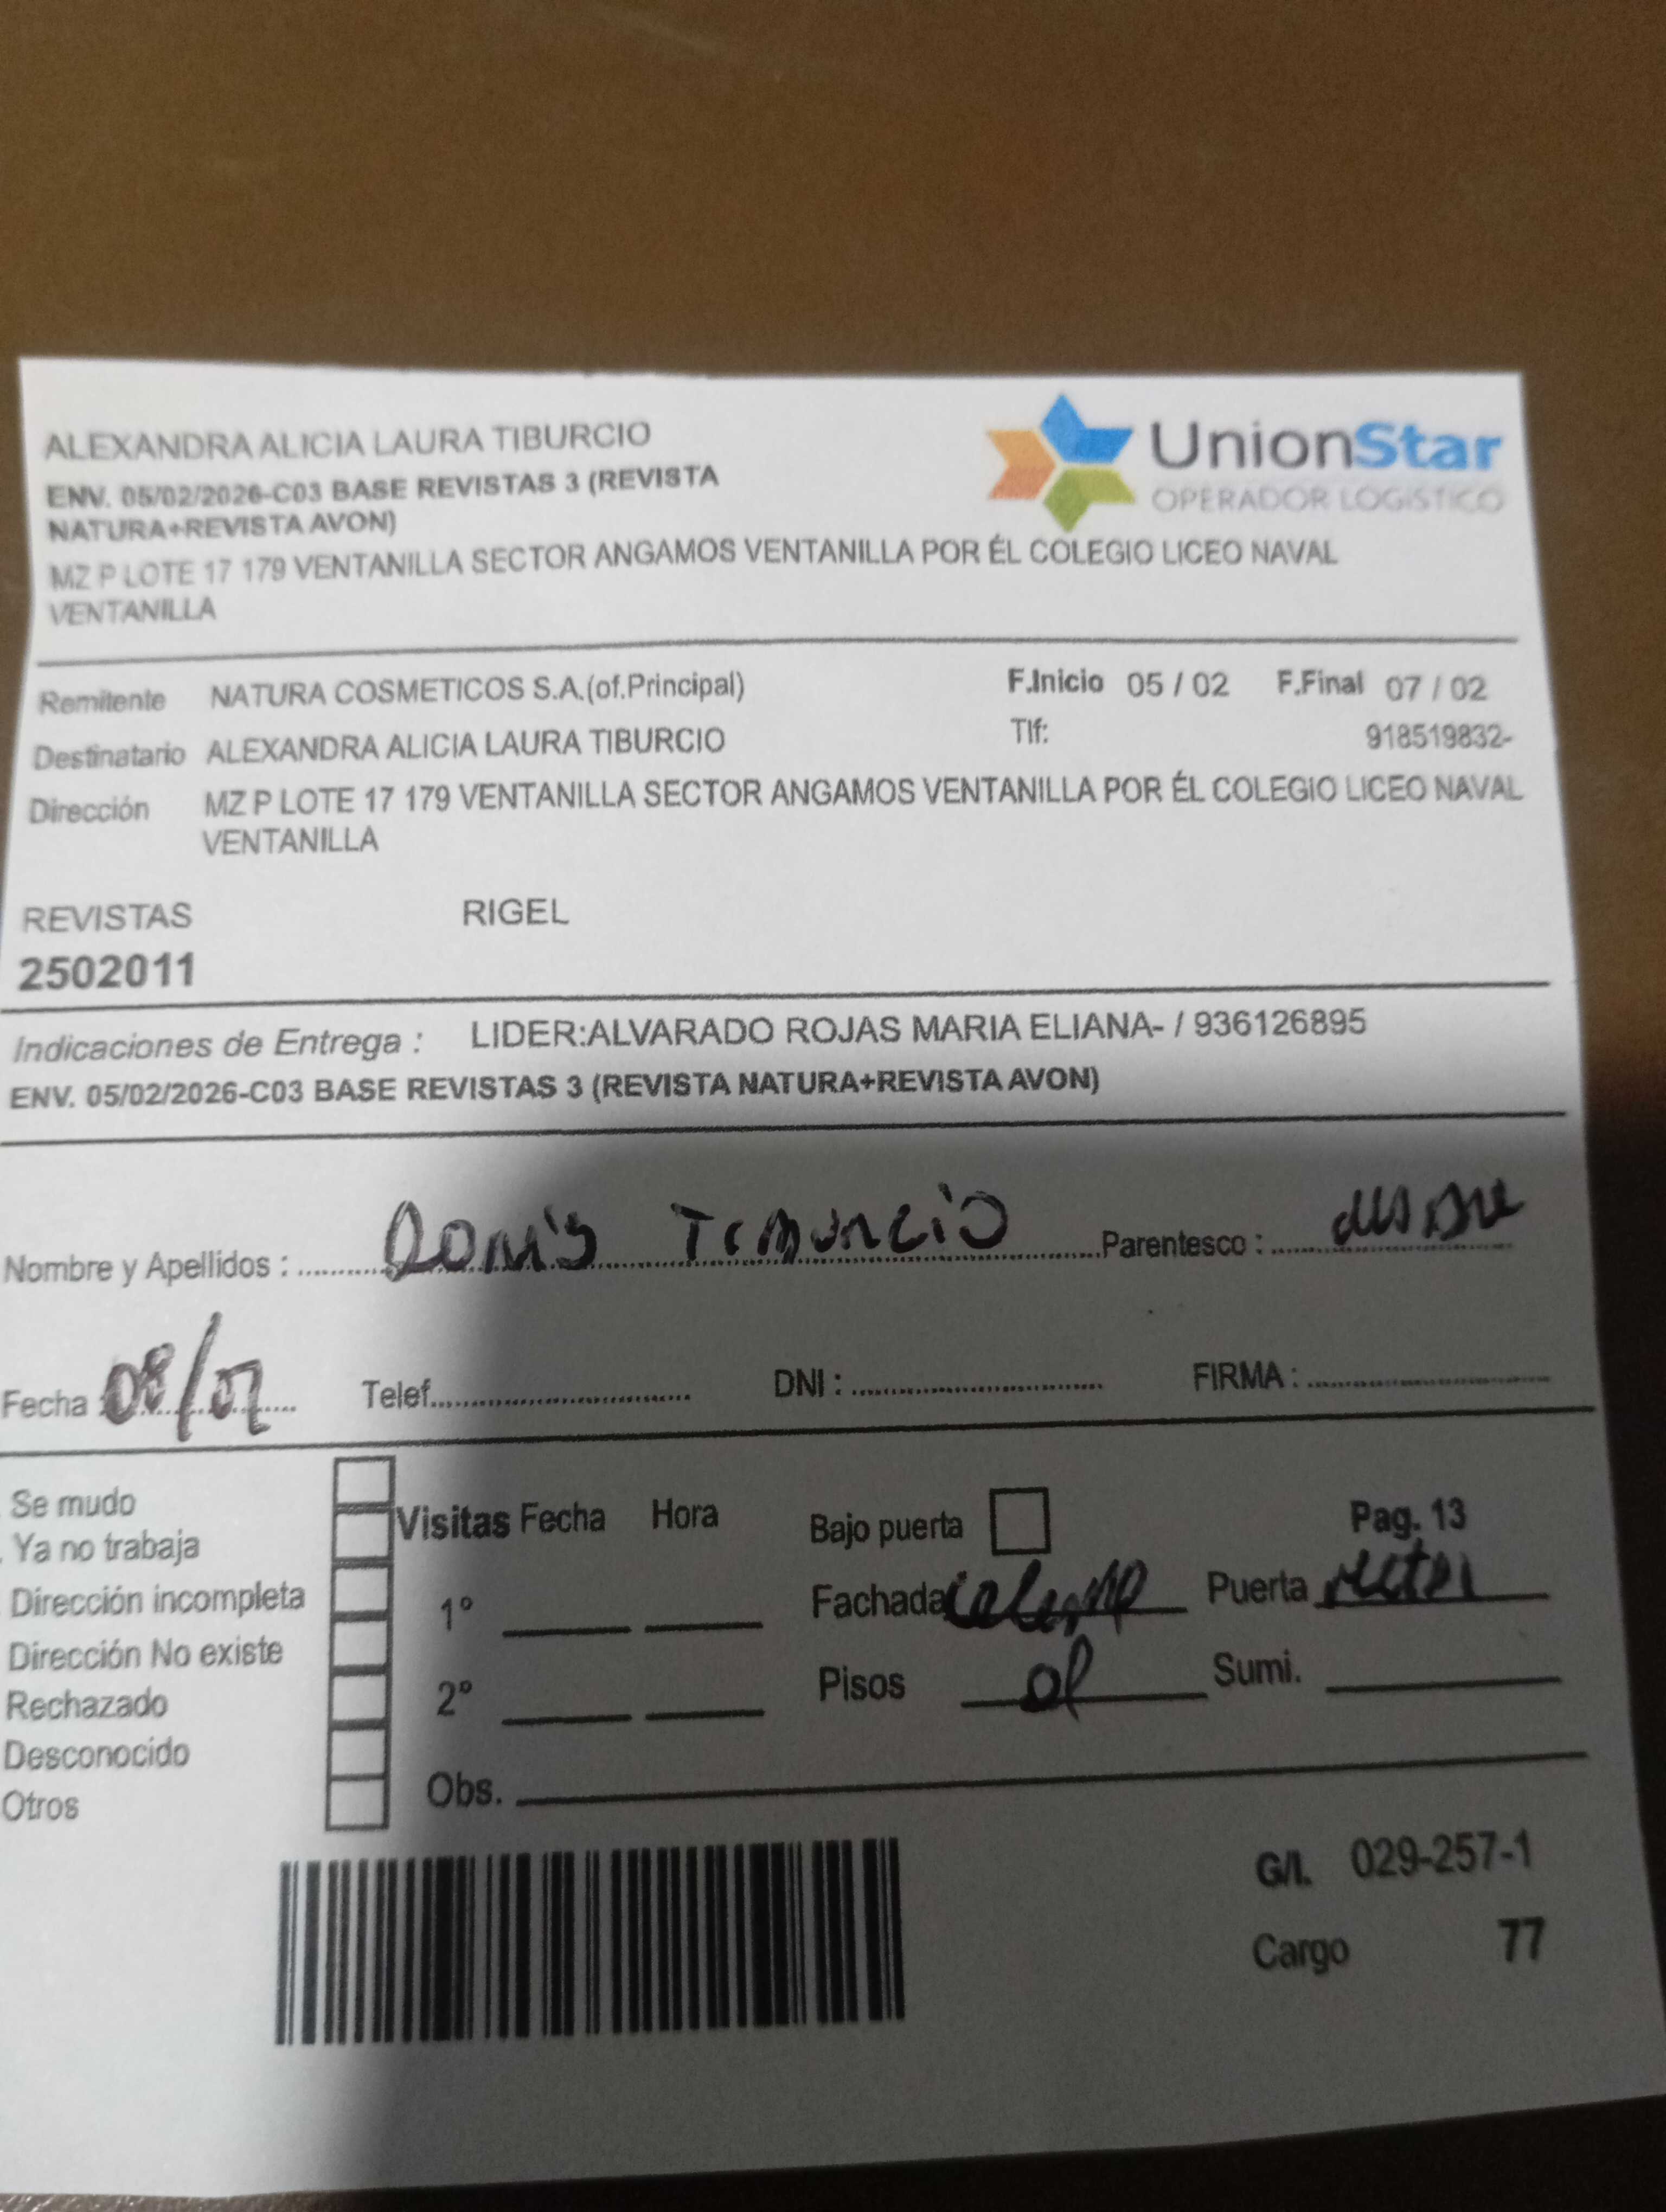 ALEXANDRA ALICIA LAURA TIBURCIO
ENV. 05/02/2026-C03 BASE REVISTAS 3 (REVISTA
NATURA+REVISTA AVON)
MZ P LOTE 17 179 VENTANILLA SECTOR ANGAMOS VENTANILLA POR ÉL COLEGIO LICEO NAVAL
VENTANILLA
UnionStar
OPERADOR LOGÍSTICO
Remitente NATURA COSMETICOS S.A.(of.Principal) F.Inicio 05 / 02 F.Final 07 / 02
Destinatario ALEXANDRA ALICIA LAURA TIBURCIO Tlf: 918519832-
Dirección MZ P LOTE 17 179 VENTANILLA SECTOR ANGAMOS VENTANILLA POR ÉL COLEGIO LICEO NAVAL
VENTANILLA
REVISTAS RIGEL
2502011
Indicaciones de Entrega : LIDER:ALVARADO ROJAS MARIA ELIANA- / 936126895
ENV. 05/02/2026-C03 BASE REVISTAS 3 (REVISTA NATURA+REVISTA AVON)
Nombre y Apellidos : Parentesco :
Fecha 08/02 Telef. DNI : FIRMA :
Se mudo
Ya no trabaja
Dirección incompleta
Dirección No existe
Rechazado
Desconocido
Otros
Visitas Fecha Hora
1°
2°
Obs.
Bajo puerta Pag. 13
Fachada Puerta
Pisos Sumi.
G/I. 029-257-1
Cargo 77